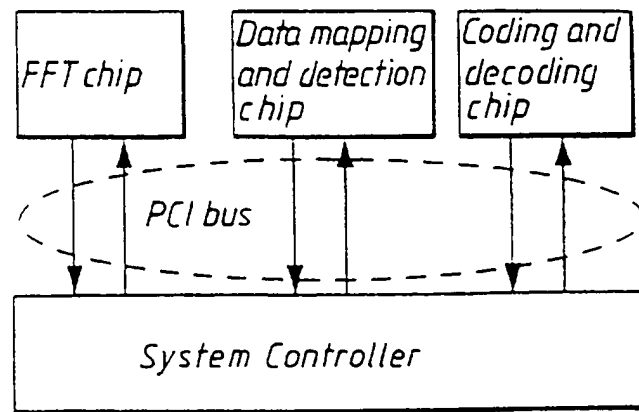 FFT chip
Data mapping
and detection
chip
Coding and
decoding
chip
PCI bus
System Controller